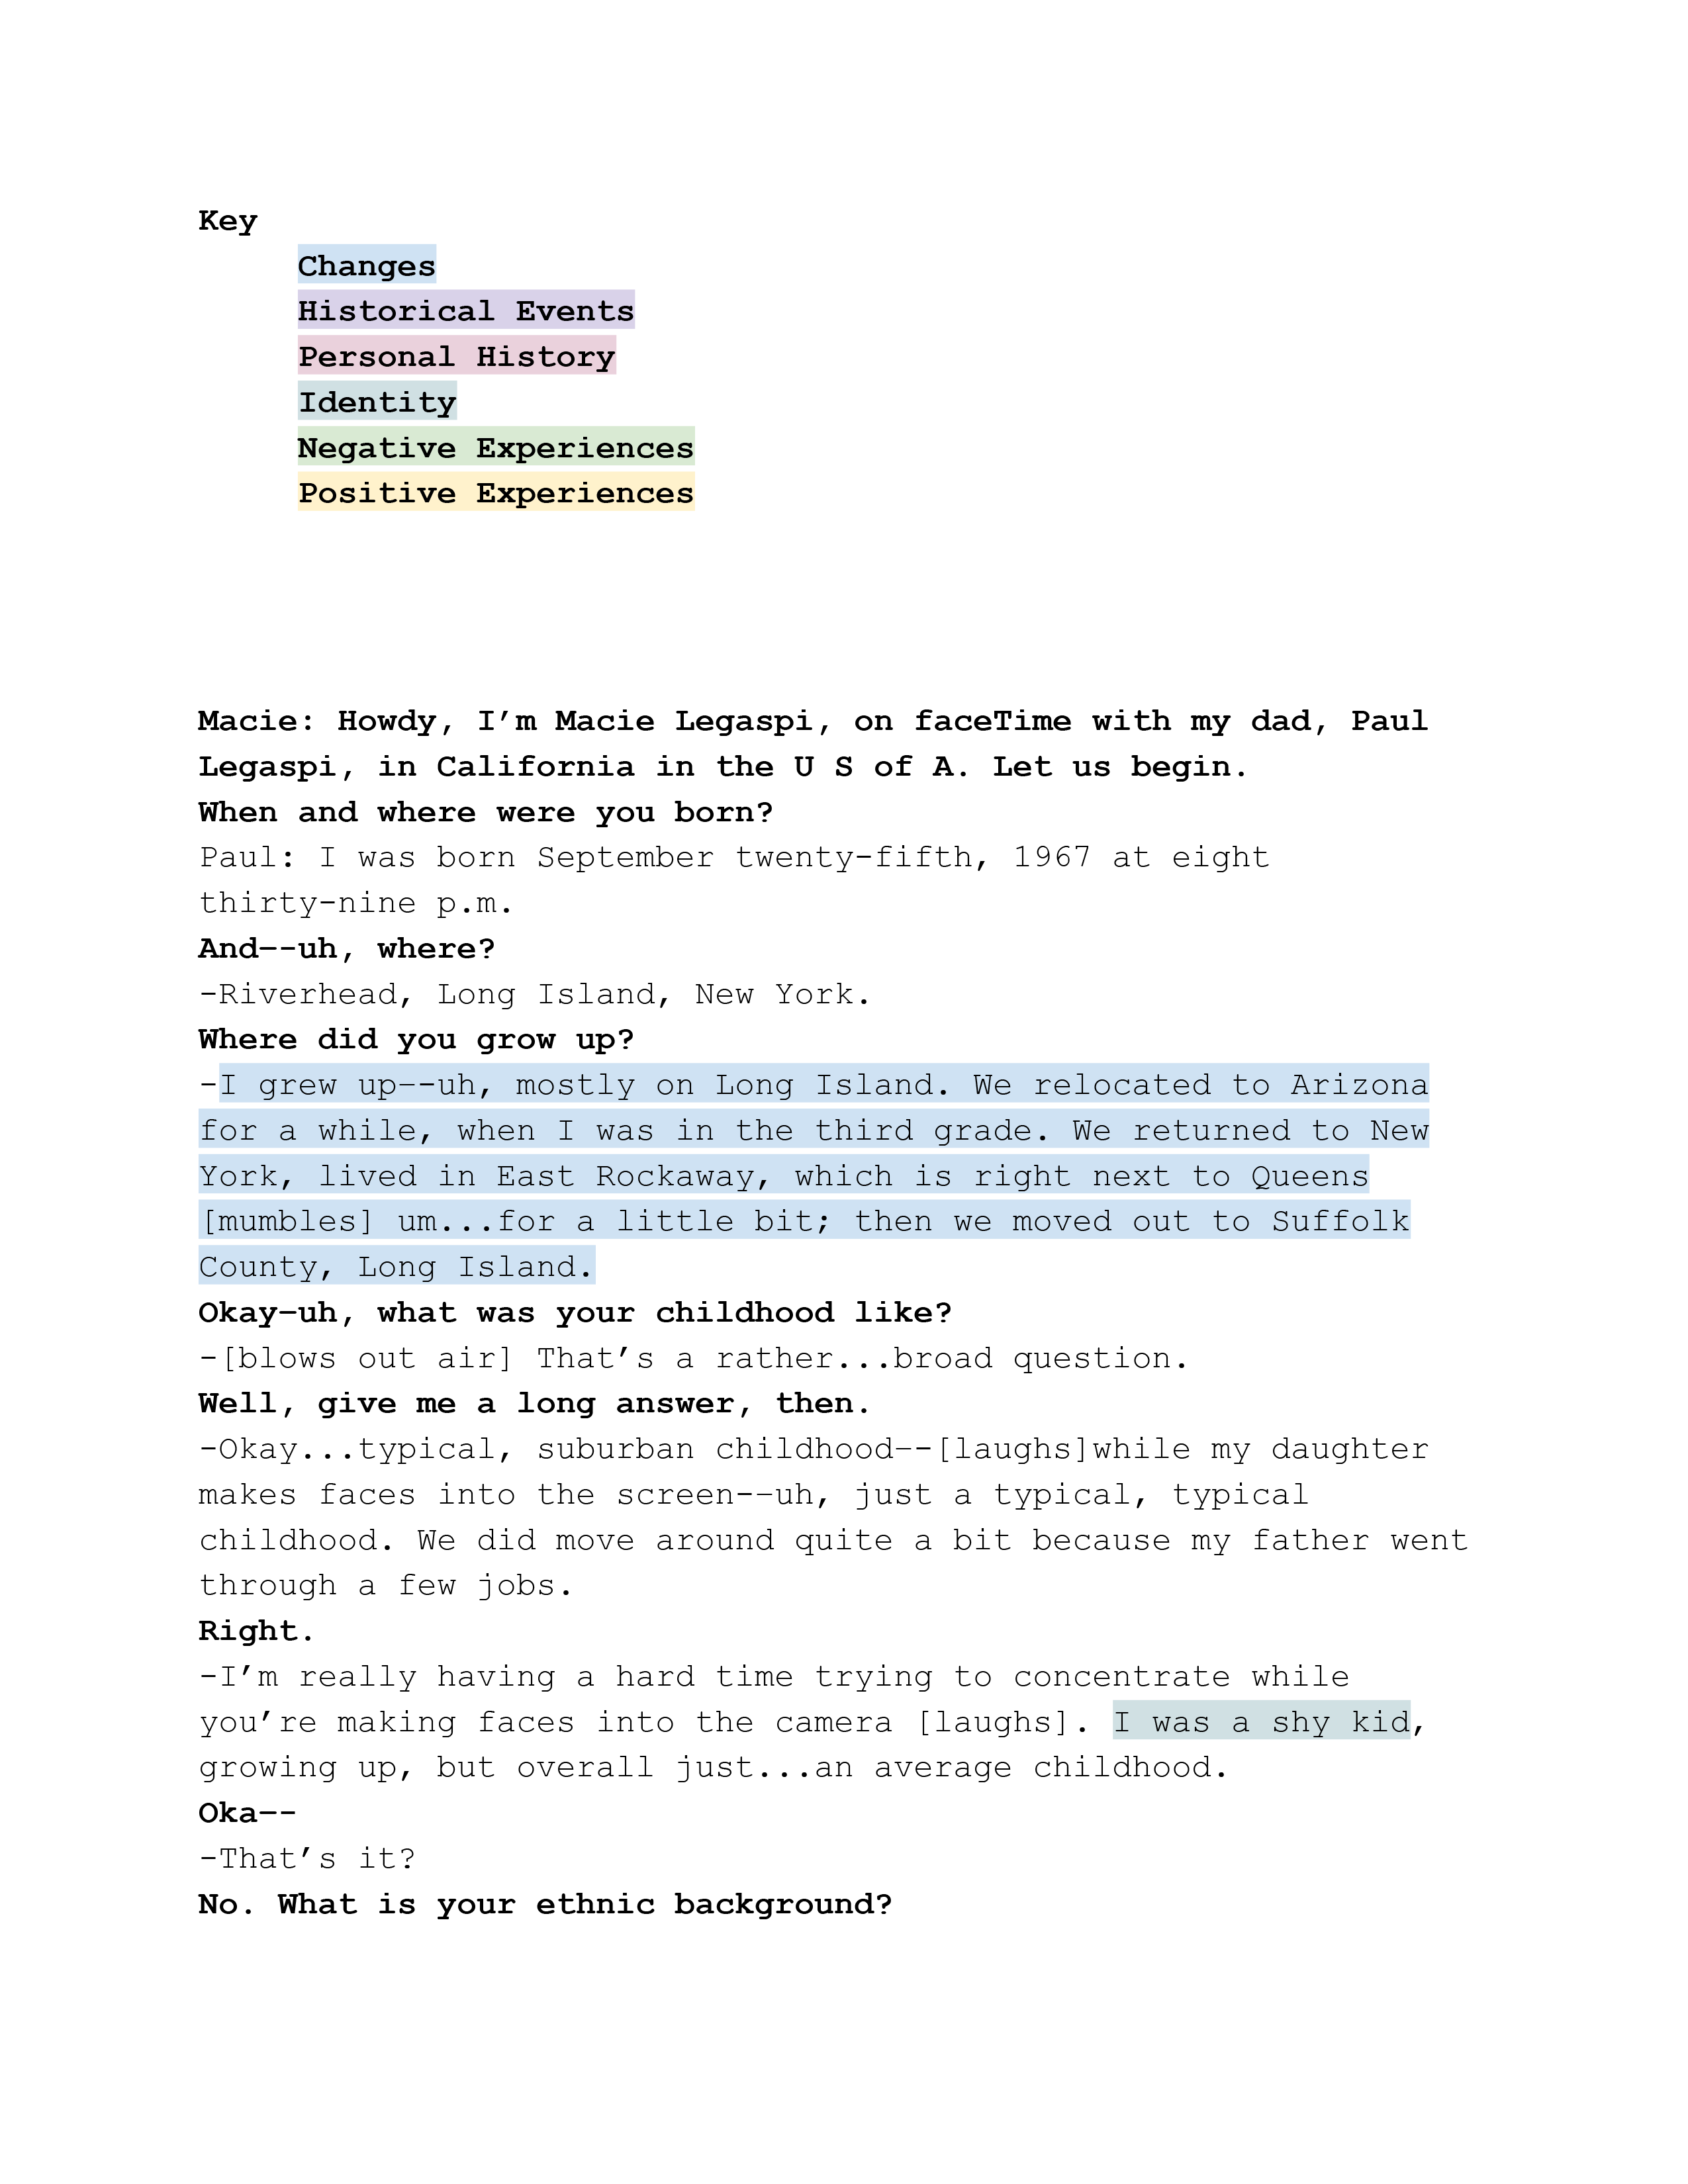 Key
Changes
Historical Events
Personal History
Identity
Negative Experiences
Positive Experiences
Macie: Howdy, I’m Macie Legaspi, on faceTime with my dad, Paul
Legaspi, in California in the U S of A. Let us begin.
When and where were you born?
Paul: I was born September twenty-fifth, 1967 at eight
thirty-nine p.m.
And--uh, where?
-Riverhead, Long Island, New York.
Where did you grow up?
-I grew up--uh, mostly on Long Island. We relocated to Arizona
for a while, when I was in the third grade. We returned to New
York, lived in East Rockaway, which is right next to Queens
[mumbles] um...for a little bit; then we moved out to Suffolk
County, Long Island.
Okay-uh, what was your childhood like?
-[blows out air] That’s a rather...broad question.
Well, give me a long answer, then.
-Okay...typical, suburban childhood--[laughs]while my daughter
makes faces into the screen--uh, just a typical, typical
childhood. We did move around quite a bit because my father went
through a few jobs.
Right.
-I’m really having a hard time trying to concentrate while
you’re making faces into the camera [laughs]. I was a shy kid,
growing up, but overall just...an average childhood.
Oka--
-That’s it?
No. What is your ethnic background?